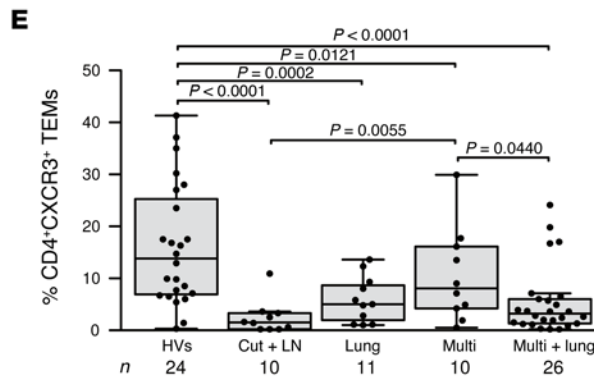 E
P < 0.0001
P = 0.0121
P = 0.0002
P < 0.0001
P = 0.0055
P = 0.0440
% CD4⁺CXCR3⁺ TEMs
50
40
30
20
10
0
HVs Cut + LN Lung Multi Multi + lung
n 24 10 11 10 26